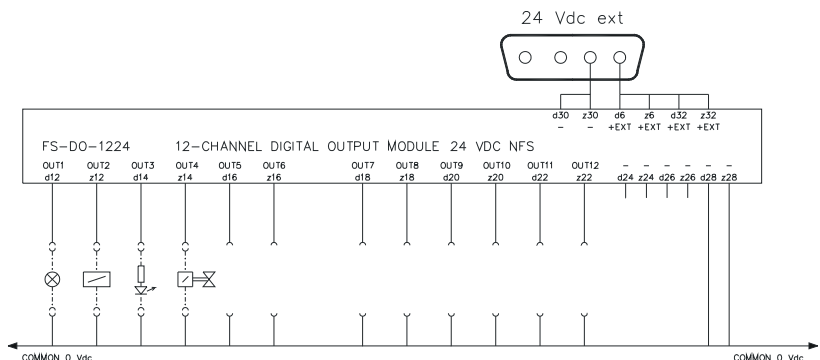 24 Vdc ext
d30 z30 d6 z6 d32 z32
- - +EXT +EXT +EXT +EXT
FS-DO-1224 12-CHANNEL DIGITAL OUTPUT MODULE 24 VDC NFS
OUT1 OUT2 OUT3 OUT4 OUT5 OUT6 OUT7 OUT8 OUT9 OUT10 OUT11 OUT12 - - - - - -
d12 z12 d14 z14 d16 z16 d18 z18 d20 z20 d22 z22 d24 z24 d26 z26 d28 z28
COMMON 0 Vdc COMMON 0 Vdc